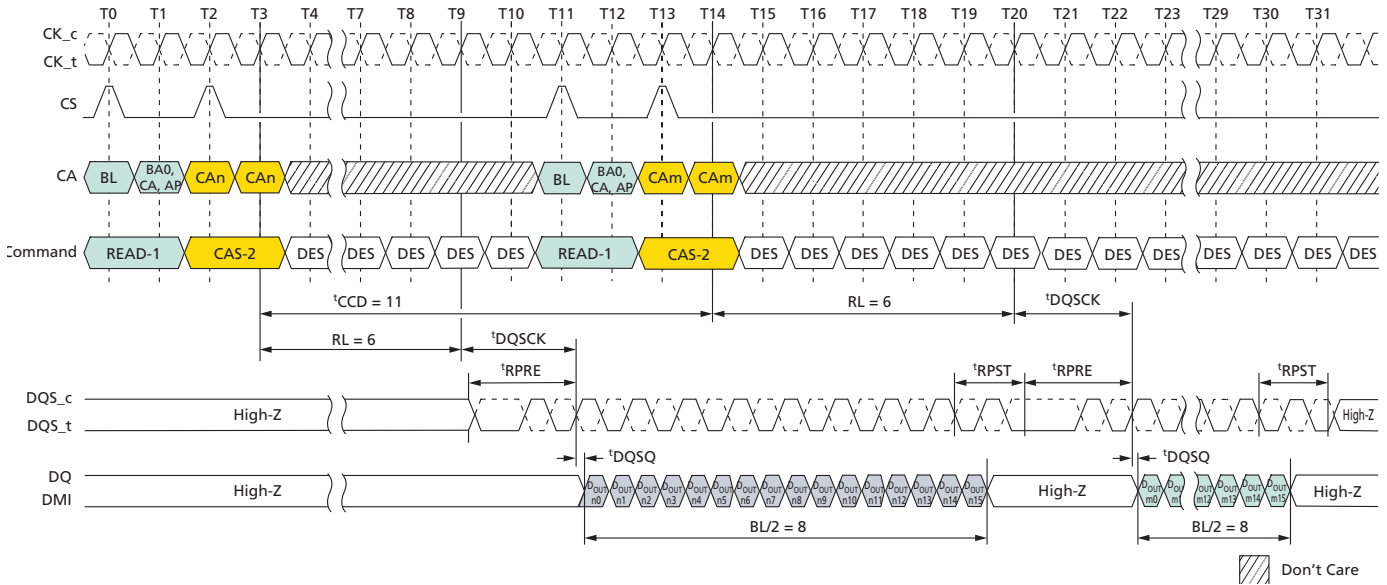 T0 T1 T2 T3 T4 T7 T8 T9 T10 T11 T12 T13 T14 T15 T16 T17 T18 T19 T20 T21 T22 T23 T29 T30 T31
CK_c
CK_t
CS
CA BL BA0, CA, AP CAn CAn BL BA0, CA, AP CAm CAm
Command READ-1 CAS-2 DES DES DES DES DES READ-1 CAS-2 DES DES DES DES DES DES DES DES DES DES DES DES DES
tCCD = 11 RL = 6 tDQSCK
RL = 6 tDQSCK
tRPRE tRPST tRPRE tRPST
DQS_c
DQS_t
High-Z High-Z
tDQSQ tDQSQ
DQ
DMI
High-Z DOUT n0 DOUT n1 DOUT n2 DOUT n3 DOUT n4 DOUT n5 DOUT n6 DOUT n7 DOUT n8 DOUT n9 DOUT n10 DOUT n11 DOUT n12 DOUT n13 DOUT n14 DOUT n15 High-Z DOUT m0 DOUT m1 DOUT m12 DOUT m13 DOUT m14 DOUT m15 High-Z
BL/2 = 8 BL/2 = 8
Don't Care